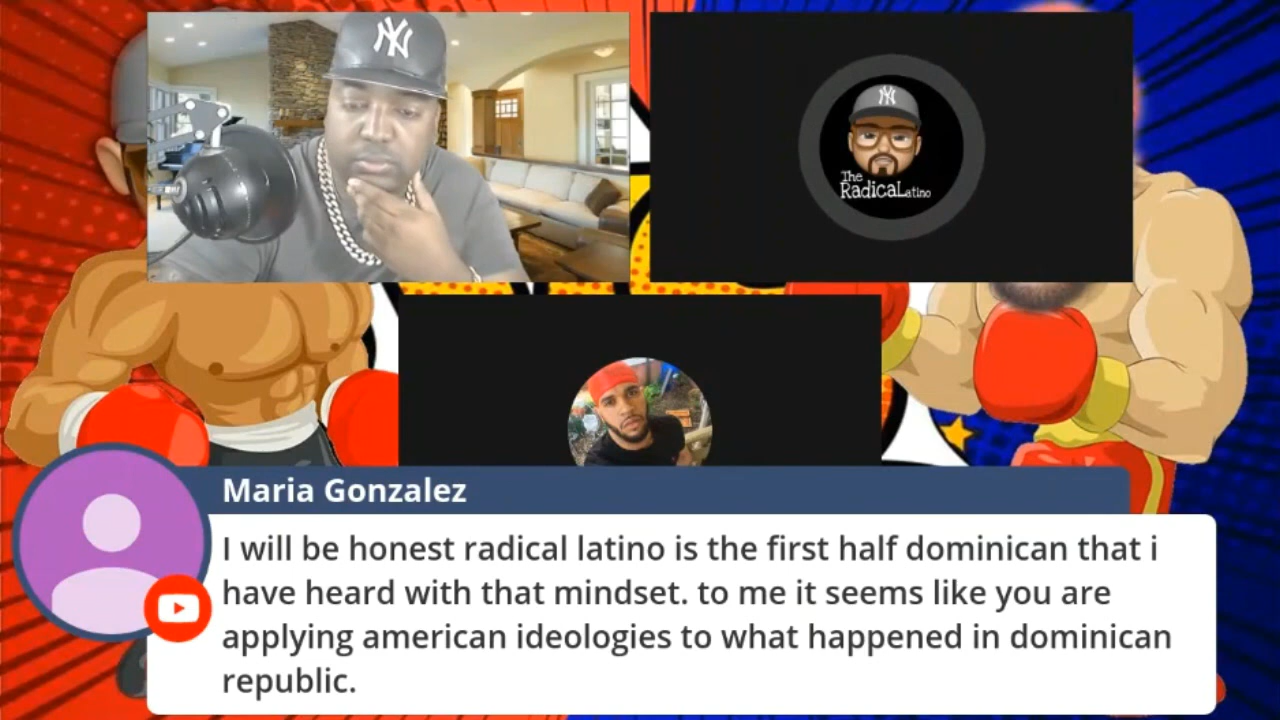 NY
NY
The
RadicaLatino
Maria Gonzalez
I will be honest radical latino is the first half dominican that i
have heard with that mindset. to me it seems like you are
applying american ideologies to what happened in dominican
republic.